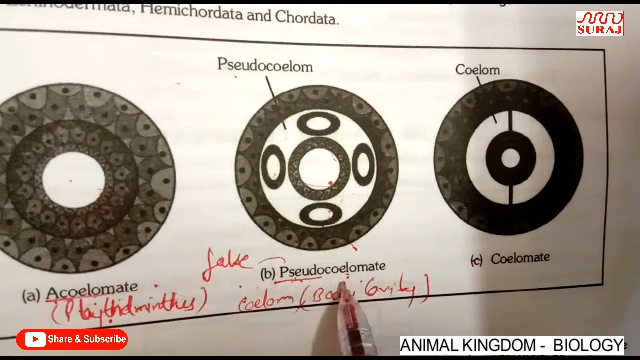 Echinodermata, Hemichordata and Chordata.
SURAJ
Pseudocoelom
Coelom
false
(a) Acoelomate
(b) Pseudocoelomate
(c) Coelomate
coelom (Body Cavity)
Share & Subscribe
ANIMAL KINGDOM - BIOLOGY